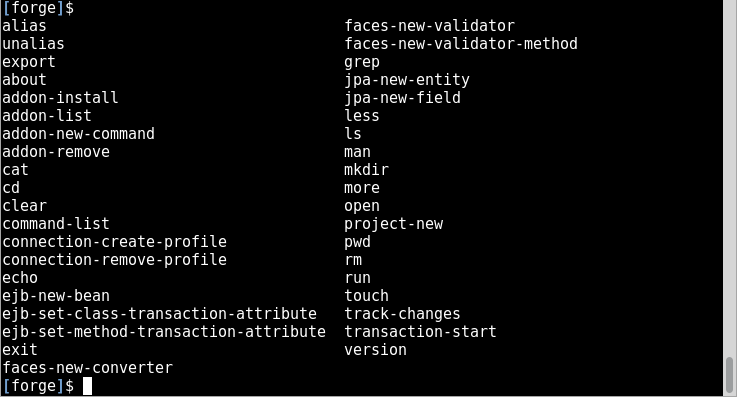 [forge]$
alias faces-new-validator
unalias faces-new-validator-method
export grep
about jpa-new-entity
addon-install jpa-new-field
addon-list less
addon-new-command ls
addon-remove man
cat mkdir
cd more
clear open
command-list project-new
connection-create-profile pwd
connection-remove-profile rm
echo run
ejb-new-bean touch
ejb-set-class-transaction-attribute track-changes
ejb-set-method-transaction-attribute transaction-start
exit version
faces-new-converter
[forge]$